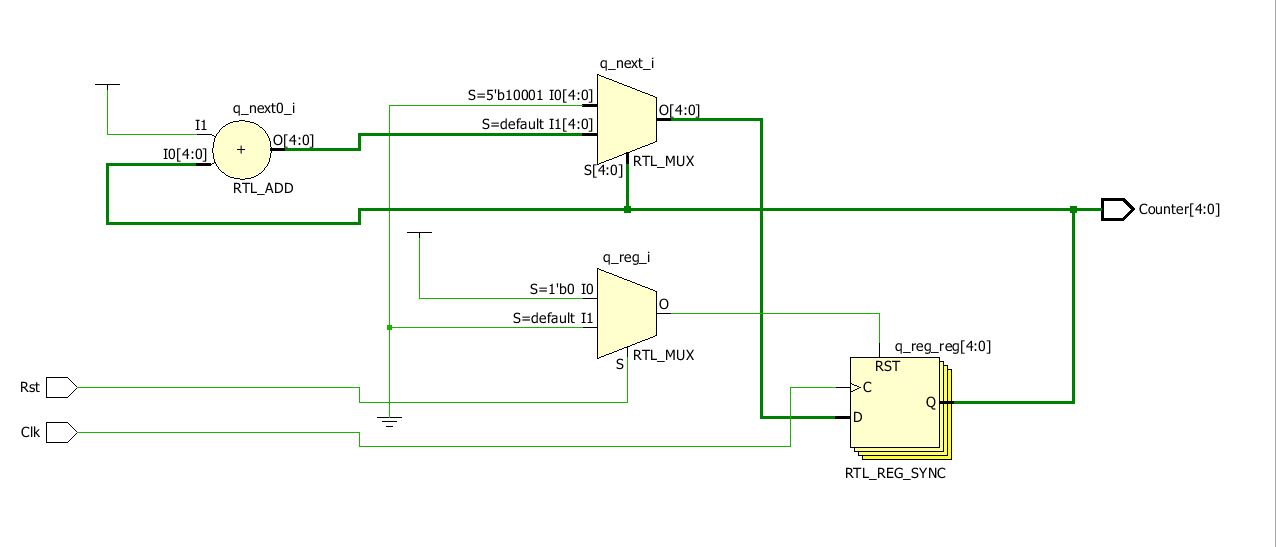 q_next_i
S=5'b10001 I0[4:0]
O[4:0]
S=default I1[4:0]
S[4:0]
RTL_MUX
q_next0_i
I1
O[4:0]
I0[4:0]
+
RTL_ADD
Counter[4:0]
q_reg_i
S=1'b0 I0
O
S=default I1
RTL_MUX
S
q_reg_reg[4:0]
RST
C
Q
D
RTL_REG_SYNC
Rst
Clk